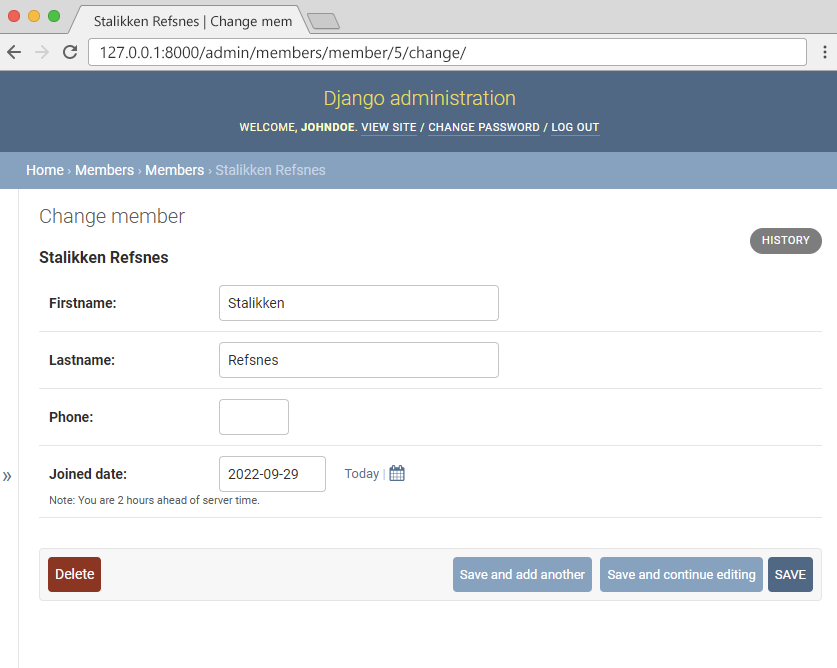 Stalikken Refsnes | Change mem
127.0.0.1:8000/admin/members/member/5/change/
Django administration
WELCOME, JOHNDOE. VIEW SITE / CHANGE PASSWORD / LOG OUT
Home › Members › Members › Stalikken Refsnes
Change member
HISTORY
Stalikken Refsnes
Firstname: Stalikken
Lastname: Refsnes
Phone:
Joined date: 2022-09-29 Today |
Note: You are 2 hours ahead of server time.
»
Delete Save and add another Save and continue editing SAVE